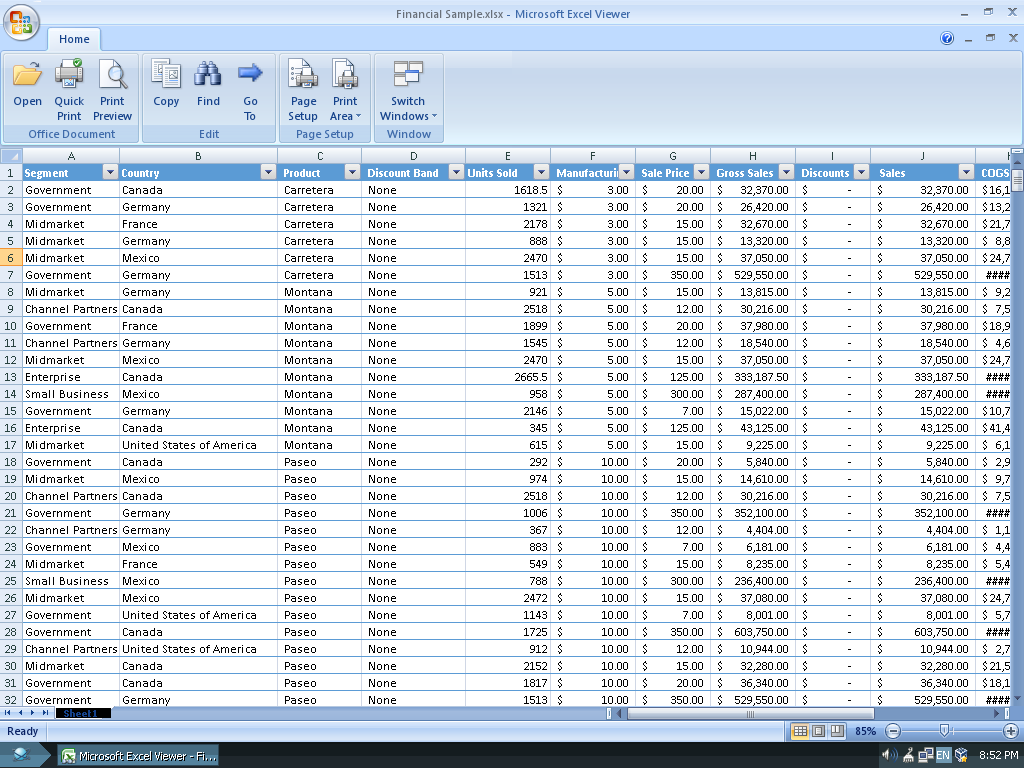 Financial Sample.xlsx - Microsoft Excel Viewer
Home
Open Quick Print Print Preview Copy Find Go To Page Setup Print Area Switch Windows
Office Document Edit Page Setup Window
A B C D E F G H I J
1 Segment Country Product Discount Band Units Sold Manufacturi Sale Price Gross Sales Discounts Sales COGS
2 Government Canada Carretera None 1618.5 $ 3.00 $ 20.00 $ 32,370.00 $ - $ 32,370.00 $16,1
3 Government Germany Carretera None 1321 $ 3.00 $ 20.00 $ 26,420.00 $ - $ 26,420.00 $13,2
4 Midmarket France Carretera None 2178 $ 3.00 $ 15.00 $ 32,670.00 $ - $ 32,670.00 $21,7
5 Midmarket Germany Carretera None 888 $ 3.00 $ 15.00 $ 13,320.00 $ - $ 13,320.00 $ 8,8
6 Midmarket Mexico Carretera None 2470 $ 3.00 $ 15.00 $ 37,050.00 $ - $ 37,050.00 $24,7
7 Government Germany Carretera None 1513 $ 3.00 $ 350.00 $ 529,550.00 $ - $ 529,550.00 ####
8 Midmarket Germany Montana None 921 $ 5.00 $ 15.00 $ 13,815.00 $ - $ 13,815.00 $ 9,2
9 Channel Partners Canada Montana None 2518 $ 5.00 $ 12.00 $ 30,216.00 $ - $ 30,216.00 $ 7,5
10 Government France Montana None 1899 $ 5.00 $ 20.00 $ 37,980.00 $ - $ 37,980.00 $18,9
11 Channel Partners Germany Montana None 1545 $ 5.00 $ 12.00 $ 18,540.00 $ - $ 18,540.00 $ 4,6
12 Midmarket Mexico Montana None 2470 $ 5.00 $ 15.00 $ 37,050.00 $ - $ 37,050.00 $24,7
13 Enterprise Canada Montana None 2665.5 $ 5.00 $ 125.00 $ 333,187.50 $ - $ 333,187.50 ####
14 Small Business Mexico Montana None 958 $ 5.00 $ 300.00 $ 287,400.00 $ - $ 287,400.00 ####
15 Government Germany Montana None 2146 $ 5.00 $ 7.00 $ 15,022.00 $ - $ 15,022.00 $10,7
16 Enterprise Canada Montana None 345 $ 5.00 $ 125.00 $ 43,125.00 $ - $ 43,125.00 $41,4
17 Midmarket United States of America Montana None 615 $ 5.00 $ 15.00 $ 9,225.00 $ - $ 9,225.00 $ 6,1
18 Government Canada Paseo None 292 $ 10.00 $ 20.00 $ 5,840.00 $ - $ 5,840.00 $ 2,9
19 Midmarket Mexico Paseo None 974 $ 10.00 $ 15.00 $ 14,610.00 $ - $ 14,610.00 $ 9,7
20 Channel Partners Canada Paseo None 2518 $ 10.00 $ 12.00 $ 30,216.00 $ - $ 30,216.00 $ 7,5
21 Government Germany Paseo None 1006 $ 10.00 $ 350.00 $ 352,100.00 $ - $ 352,100.00 ####
22 Channel Partners Germany Paseo None 367 $ 10.00 $ 12.00 $ 4,404.00 $ - $ 4,404.00 $ 1,1
23 Government Mexico Paseo None 883 $ 10.00 $ 7.00 $ 6,181.00 $ - $ 6,181.00 $ 4,4
24 Midmarket France Paseo None 549 $ 10.00 $ 15.00 $ 8,235.00 $ - $ 8,235.00 $ 5,4
25 Small Business Mexico Paseo None 788 $ 10.00 $ 300.00 $ 236,400.00 $ - $ 236,400.00 ####
26 Midmarket Mexico Paseo None 2472 $ 10.00 $ 15.00 $ 37,080.00 $ - $ 37,080.00 $24,7
27 Government United States of America Paseo None 1143 $ 10.00 $ 7.00 $ 8,001.00 $ - $ 8,001.00 $ 5,7
28 Government Canada Paseo None 1725 $ 10.00 $ 350.00 $ 603,750.00 $ - $ 603,750.00 ####
29 Channel Partners United States of America Paseo None 912 $ 10.00 $ 12.00 $ 10,944.00 $ - $ 10,944.00 $ 2,7
30 Midmarket Canada Paseo None 2152 $ 10.00 $ 15.00 $ 32,280.00 $ - $ 32,280.00 $21,5
31 Government Canada Paseo None 1817 $ 10.00 $ 20.00 $ 36,340.00 $ - $ 36,340.00 $18,1
32 Government Germany Paseo None 1513 $ 10.00 $ 350.00 $ 529,550.00 $ - $ 529,550.00 ####
Sheet1
Ready 85%
Microsoft Excel Viewer - Fi... EN 8:52 PM